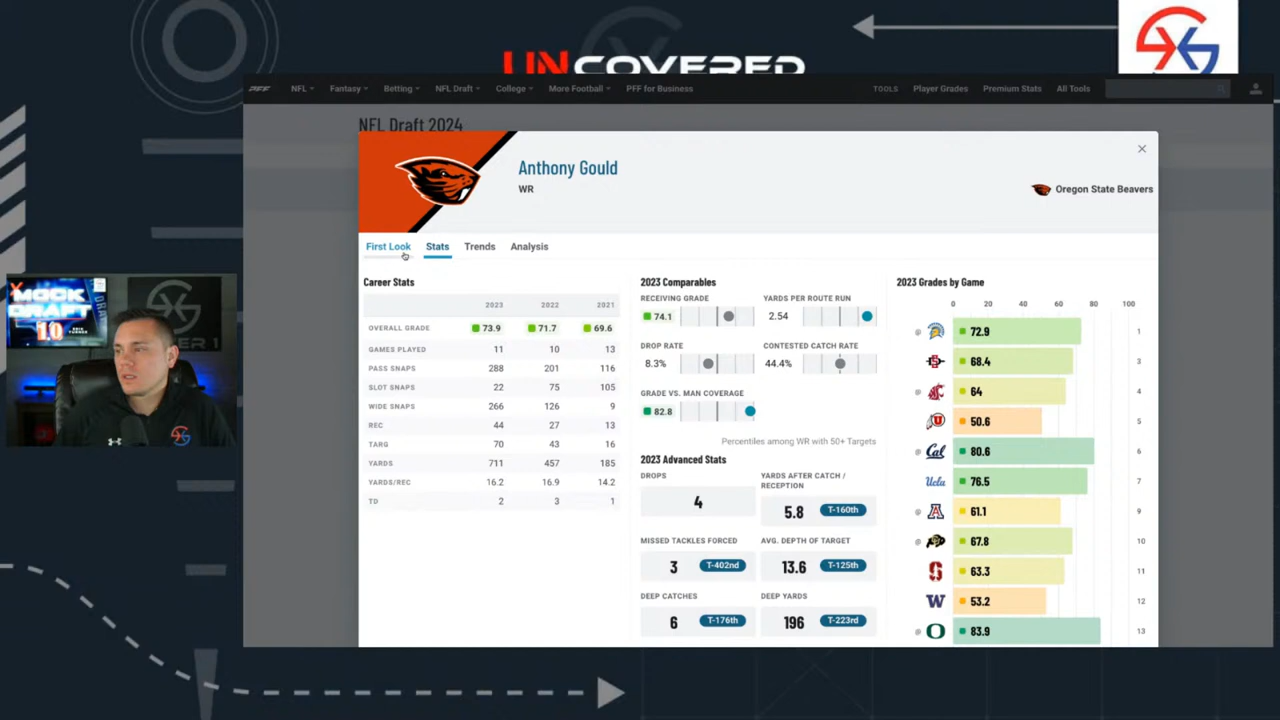 UNCOVERED
PFF
NFL
Fantasy
Betting
NFL Draft
College
More Football
PFF for Business
TOOLS
Player Grades
Premium Stats
All Tools
NFL Draft 2024
Anthony Gould
WR
Oregon State Beavers
First Look
Stats
Trends
Analysis
Career Stats
2023 2022 2021
OVERALL GRADE 73.9 71.7 69.6
GAMES PLAYED 11 10 13
PASS SNAPS 288 201 116
SLOT SNAPS 22 75 105
WIDE SNAPS 266 126 9
REC 44 27 13
TARG 70 43 16
YARDS 711 457 185
YARDS/REC 16.2 16.9 14.2
TD 2 3 1
2023 Comparables
RECEIVING GRADE
74.1
YARDS PER ROUTE RUN
2.54
DROP RATE
8.3%
CONTESTED CATCH RATE
44.4%
GRADE VS. MAN COVERAGE
82.8
Percentiles among WR with 50+ Targets
2023 Advanced Stats
DROPS
4
YARDS AFTER CATCH /
RECEPTION
5.8 T-160th
MISSED TACKLES FORCED
3 T-402nd
AVG. DEPTH OF TARGET
13.6 T-125th
DEEP CATCHES
6 T-176th
DEEP YARDS
196 T-223rd
2023 Grades by Game
0 20 40 60 80 100
@ 72.9 1
68.4 3
@ 64 4
50.6 5
@ Cal 80.6 6
Ucla 76.5 7
@ A 61.1 9
@ 67.8 10
S 63.3 11
W 53.2 12
@ O 83.9 13
MOCK
DRAFT
1.0